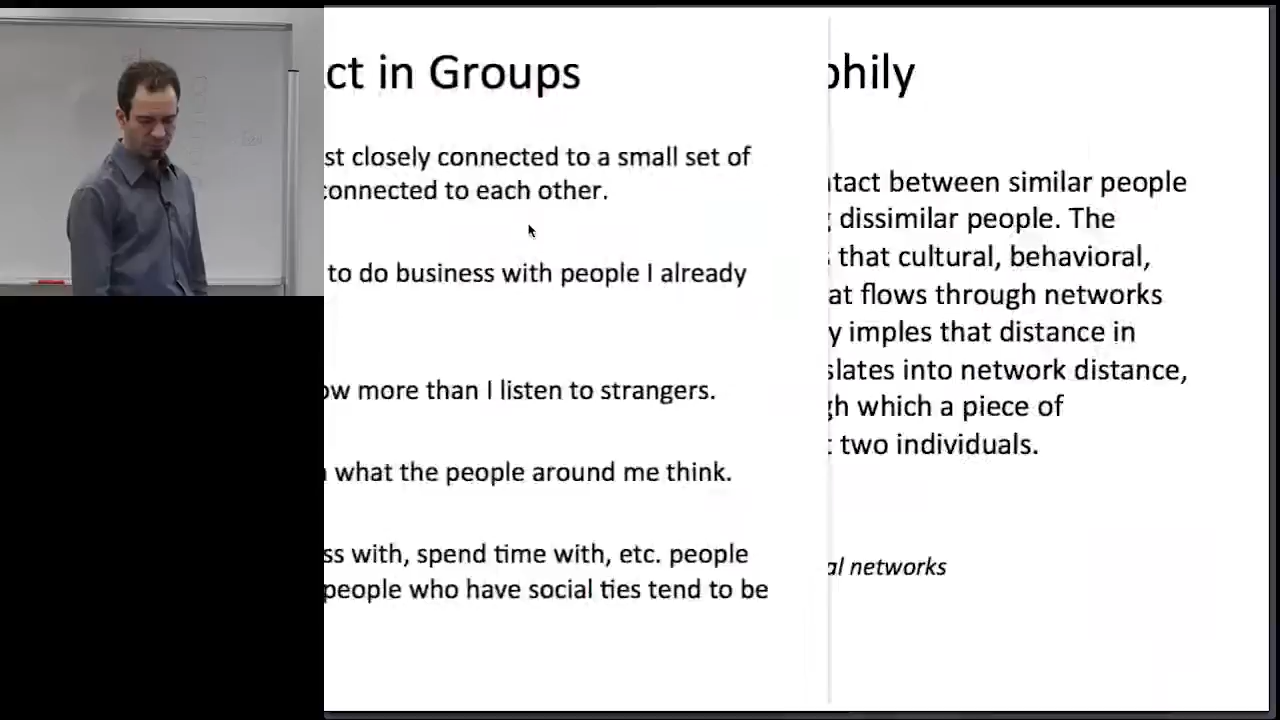 ct in Groups
st closely connected to a small set of
connected to each other.
to do business with people I already
ow more than I listen to strangers.
what the people around me think.
ss with, spend time with, etc. people
people who have social ties tend to be
phily
ntact between similar people
g dissimilar people. The
s that cultural, behavioral,
at flows through networks
y imples that distance in
slates into network distance,
gh which a piece of
two individuals.
al networks